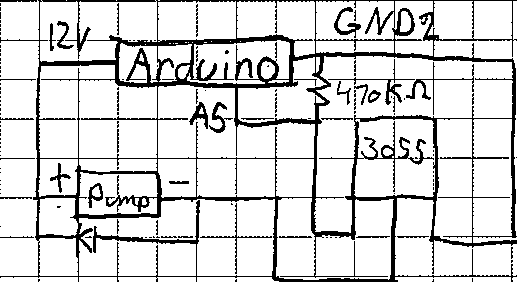 12V
GND2
Arduino
470KΩ
A5
3055
+
Pump
-